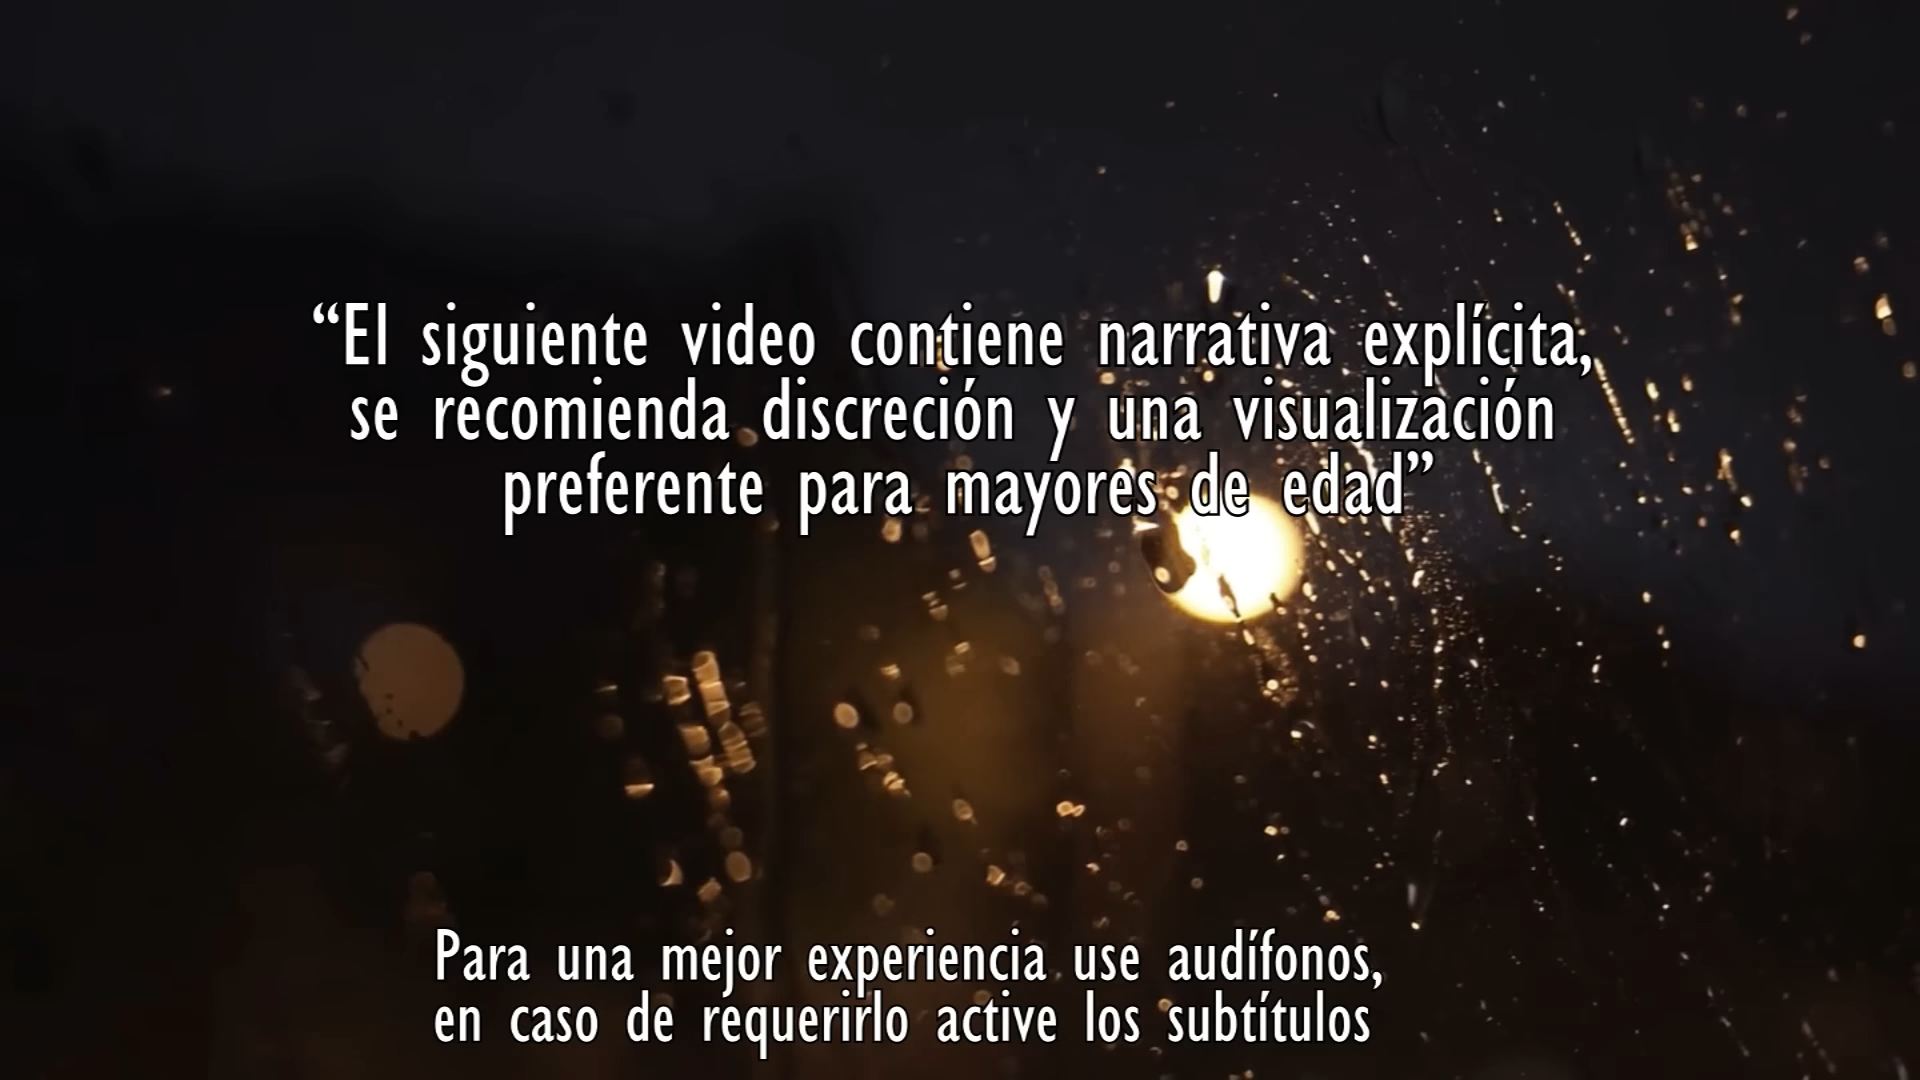 “El siguiente video contiene narrativa explícita,
se recomienda discreción y una visualización
preferente para mayores de edad”
Para una mejor experiencia use audífonos,
en caso de requerirlo active los subtítulos